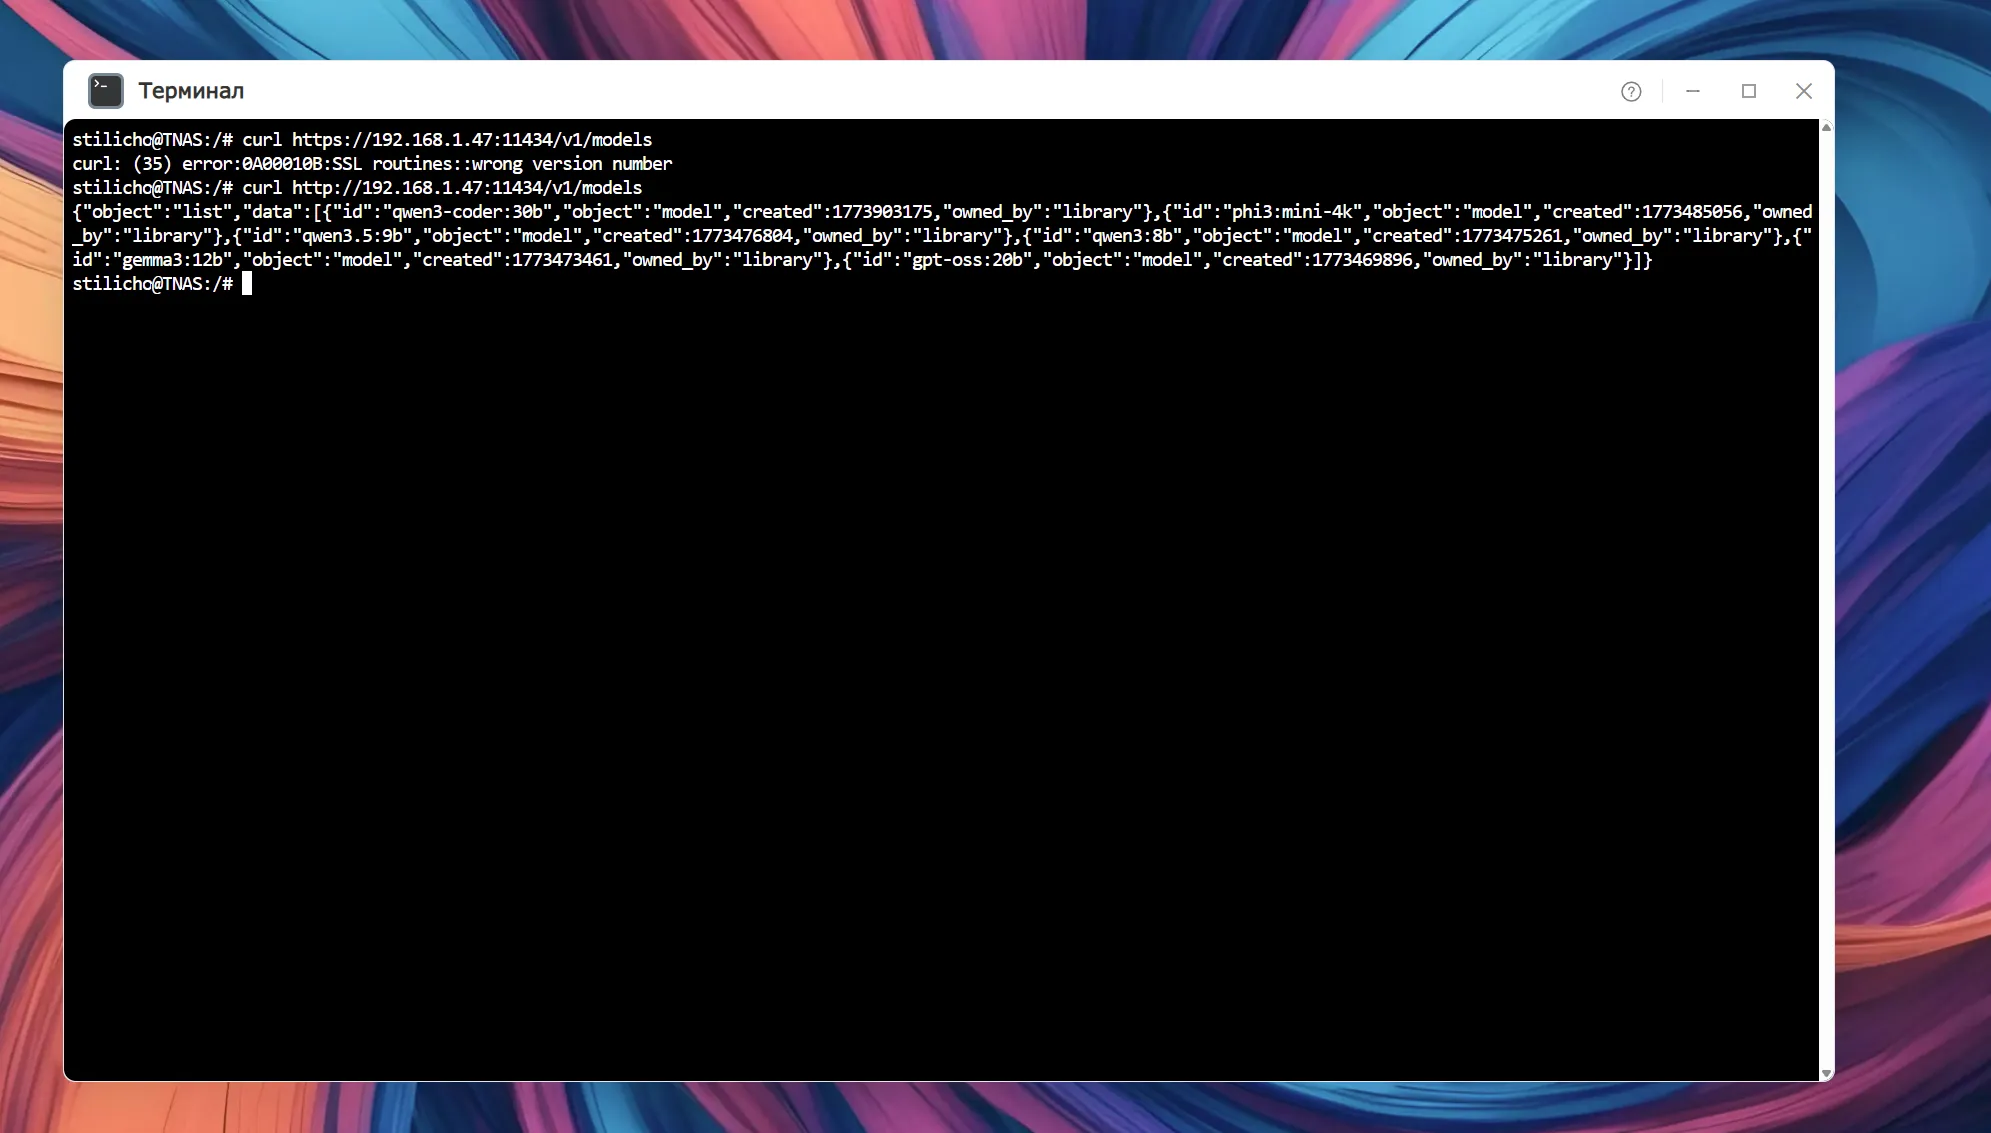 Терминал
stilicho@TNAS:/# curl https://192.168.1.47:11434/v1/models
curl: (35) error:0A00010B:SSL routines::wrong version number
stilicho@TNAS:/# curl http://192.168.1.47:11434/v1/models
{"object":"list","data":[{"id":"qwen3-coder:30b","object":"model","created":1773903175,"owned_by":"library"},{"id":"phi3:mini-4k","object":"model","created":1773485056,"owned
_by":"library"},{"id":"qwen3.5:9b","object":"model","created":1773476804,"owned_by":"library"},{"id":"qwen3:8b","object":"model","created":1773475261,"owned_by":"library"},{"
id":"gemma3:12b","object":"model","created":1773473461,"owned_by":"library"},{"id":"gpt-oss:20b","object":"model","created":1773469896,"owned_by":"library"}]}
stilicho@TNAS:/#